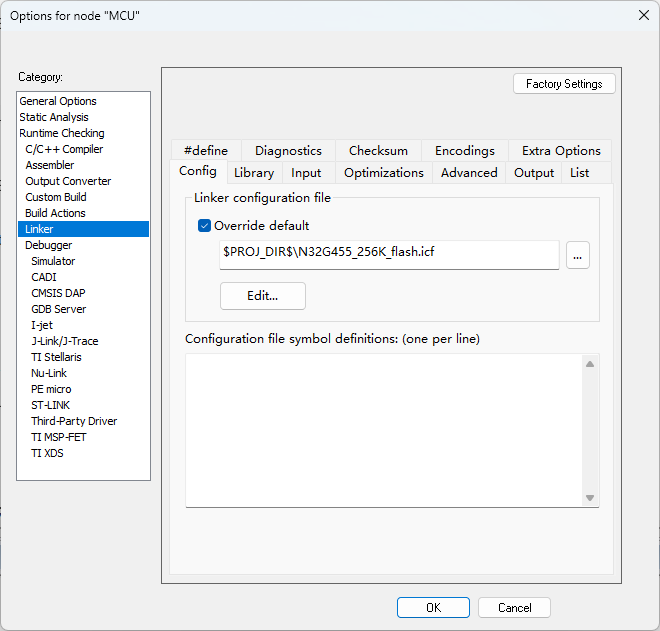 Options for node "MCU"
Category:
General Options
Static Analysis
Runtime Checking
C/C++ Compiler
Assembler
Output Converter
Custom Build
Build Actions
Linker
Debugger
Simulator
CADI
CMSIS DAP
GDB Server
I-jet
J-Link/J-Trace
TI Stellaris
Nu-Link
PE micro
ST-LINK
Third-Party Driver
TI MSP-FET
TI XDS
Factory Settings
#define Diagnostics Checksum Encodings Extra Options
Config Library Input Optimizations Advanced Output List
Linker configuration file
Override default
$PROJ_DIR$\N32G455_256K_flash.icf
...
Edit...
Configuration file symbol definitions: (one per line)
OK Cancel